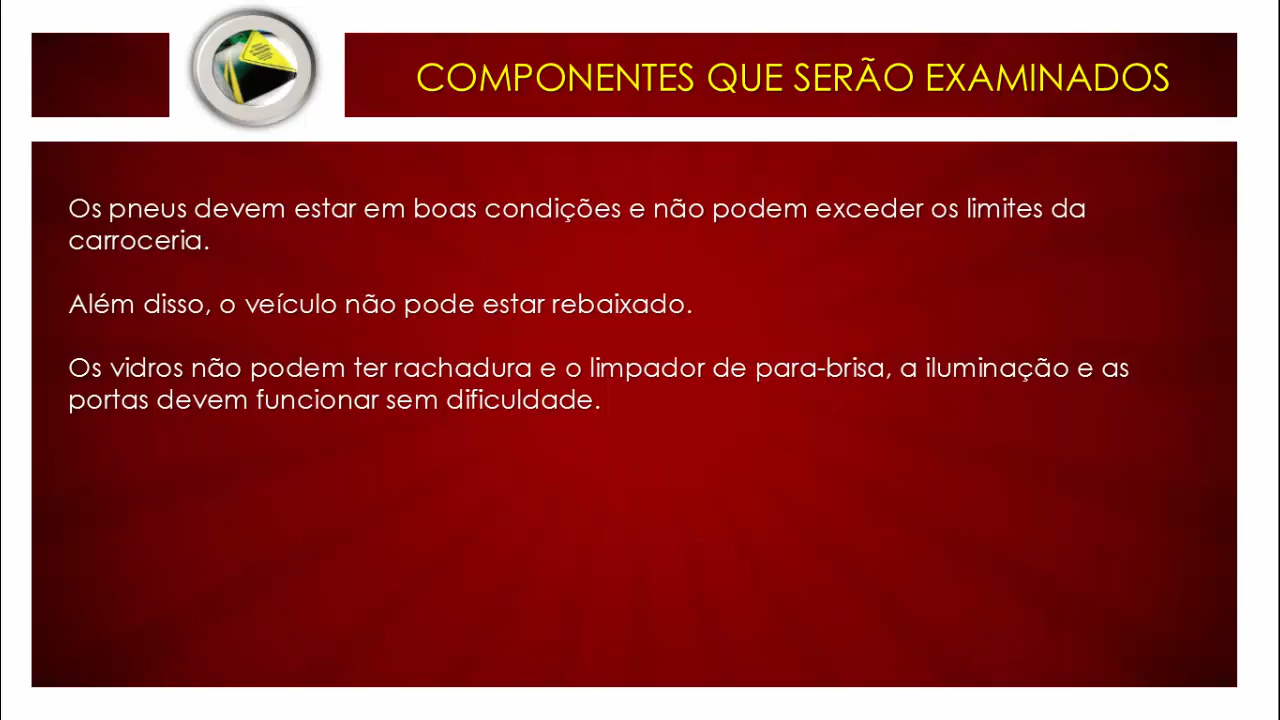 COMPONENTES QUE SERÃO EXAMINADOS
Os pneus devem estar em boas condições e não podem exceder os limites da
carroceria.
Além disso, o veículo não pode estar rebaixado.
Os vidros não podem ter rachadura e o limpador de para-brisa, a iluminação e as
portas devem funcionar sem dificuldade.